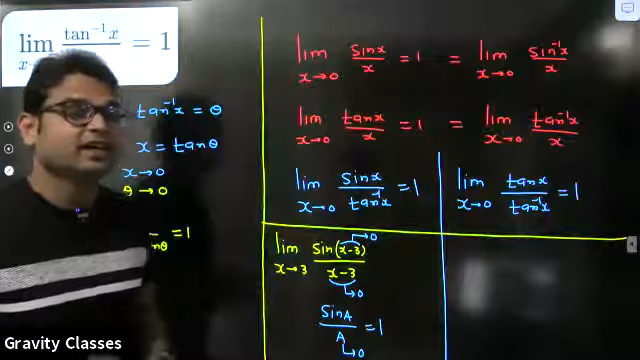 lim x→ tan⁻¹x / x = 1
tan⁻¹x = θ
x = tanθ
x→0
θ→0
= 1
lim x→0 sinx / x = 1 = lim x→0 sin⁻¹x / x
lim x→0 tanx / x = 1 = lim x→0 tan⁻¹x / x
lim x→0 sinx / tan⁻¹x = 1
lim x→0 tanx / tan⁻¹x = 1
lim x→3 sin(x-3) / x-3
→0
→0
sinA / A = 1
→0
Gravity Classes